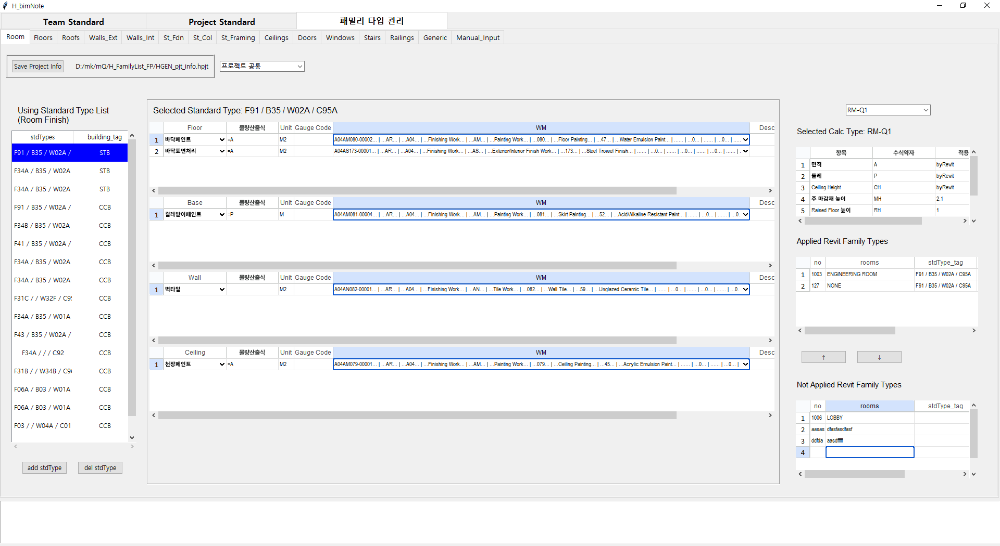 H_bimNote
Team Standard Project Standard 패밀리 타입 관리
Room Floors Roofs Walls_Ext Walls_Int St_Fdn St_Col St_Framing Ceilings Doors Windows Stairs Railings Generic Manual_Input
Save Project Info D:/mk/mQ/H_FamilyList_FP/HGEN_pjt_info.hpjt 프로젝트 공통
Using Standard Type List
(Room Finish)
stdTypes building_tag
F91 / B35 / W02A / STB
F34A / B35 / W02A STB
F34A / B35 / W02A STB
F91 / B35 / W02A / CCB
F34B / B35 / W02A CCB
F41 / B35 / W02A / CCB
F34A / B35 / W02A CCB
F34A / B35 / W02A CCB
F31C / / W32F / C9 CCB
F34A / B35 / W01A CCB
F43 / B35 / W02A / CCB
F34A / / / C92 CCB
F31B / / W34B / C9 CCB
F06A / B03 / W01A CCB
F06A / B03 / W01A CCB
F03 / / W04A / C01 CCB
add stdType del stdType
Selected Standard Type: F91 / B35 / W02A / C95A
Floor 물량산출식 Unit Gauge Code WM Desc
1 바닥페인트 =A M2 A04AM080-00002... | ...AR... | ...A04... | ...Finishing Work... | ...AM... | ...Painting Work... | ...080... | ...Floor Painting... | ...47... | ...Water Emulsion Paint... | ...... | ...0... | ...... | ...0... | ......
2 바닥표면처리 =A M2 A04AS173-00001... | ...AR... | ...A04... | ...Finishing Work... | ...AS... | ...Exterior/Interior Finish Work... | ...173... | ...Steel Trowel Finish... | ...... | ...0... | ...... | ...0... | ...... | ...0... | ...... | .
Base 물량산출식 Unit Gauge Code WM Desc
1 걸레받이페인트 =P M A04AM081-00004... | ...AR... | ...A04... | ...Finishing Work... | ...AM... | ...Painting Work... | ...081... | ...Skirt Painting... | ...52... | ...Acid/Alkaline Resistant Paint... | ...... | ...0... | ...... | ...0.
Wall 물량산출식 Unit Gauge Code WM Desc
1 벽타일 M2 A04AN082-00001... | ...AR... | ...A04... | ...Finishing Work... | ...AN... | ...Tile Work... | ...082... | ...Wall Tile... | ...59... | ...Unglazed Ceramic Tile... | ...... | ...0... | ...... | ...0... | ...... | ...0.
Ceiling 물량산출식 Unit Gauge Code WM Desc
1 천장페인트 =A M2 A04AM079-00001... | ...AR... | ...A04... | ...Finishing Work... | ...AM... | ...Painting Work... | ...079... | ...Ceiling Painting... | ...45... | ...Acrylic Emulsion Paint... | ...... | ...0... | ...... | ...0... |
RM-Q1
Selected Calc Type: RM-Q1
항목 수식약자 적용
1 면적 A byRevit
2 둘레 P byRevit
3 Ceiling Height CH byRevit
4 주 마감재 높이 MH 2.1
5 Raised Floor 높이 RH 1
Applied Revit Family Types
no rooms stdType_tag
1 1003 ENGINEERING ROOM F91 / B35 / W02A / C95A
2 127 NONE F91 / B35 / W02A / C95A
↑ ↓
Not Applied Revit Family Types
no rooms stdType_tag
1 1006 LOBBY
2 aasas dfasfasdfasf
3 ddfda
4